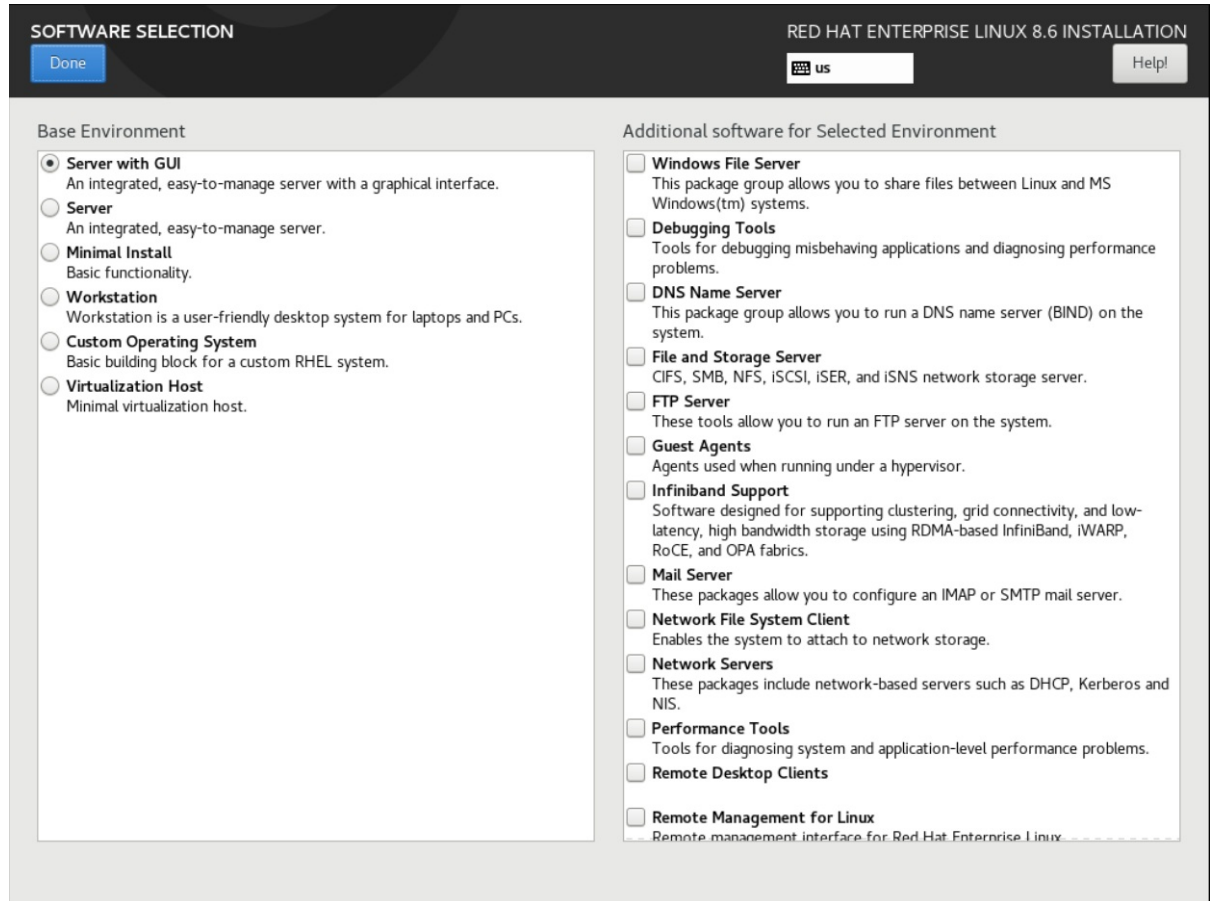 SOFTWARE SELECTION
RED HAT ENTERPRISE LINUX 8.6 INSTALLATION
Done
us
Help!
Base Environment
Server with GUI
An integrated, easy-to-manage server with a graphical interface.
Server
An integrated, easy-to-manage server.
Minimal Install
Basic functionality.
Workstation
Workstation is a user-friendly desktop system for laptops and PCs.
Custom Operating System
Basic building block for a custom RHEL system.
Virtualization Host
Minimal virtualization host.
Additional software for Selected Environment
Windows File Server
This package group allows you to share files between Linux and MS
Windows(tm) systems.
Debugging Tools
Tools for debugging misbehaving applications and diagnosing performance
problems.
DNS Name Server
This package group allows you to run a DNS name server (BIND) on the
system.
File and Storage Server
CIFS, SMB, NFS, iSCSI, iSER, and iSNS network storage server.
FTP Server
These tools allow you to run an FTP server on the system.
Guest Agents
Agents used when running under a hypervisor.
Infiniband Support
Software designed for supporting clustering, grid connectivity, and low-
latency, high bandwidth storage using RDMA-based InfiniBand, iWARP,
RoCE, and OPA fabrics.
Mail Server
These packages allow you to configure an IMAP or SMTP mail server.
Network File System Client
Enables the system to attach to network storage.
Network Servers
These packages include network-based servers such as DHCP, Kerberos and
NIS.
Performance Tools
Tools for diagnosing system and application-level performance problems.
Remote Desktop Clients
Remote Management for Linux
Remote management interface for Red Hat Enterprise Linux